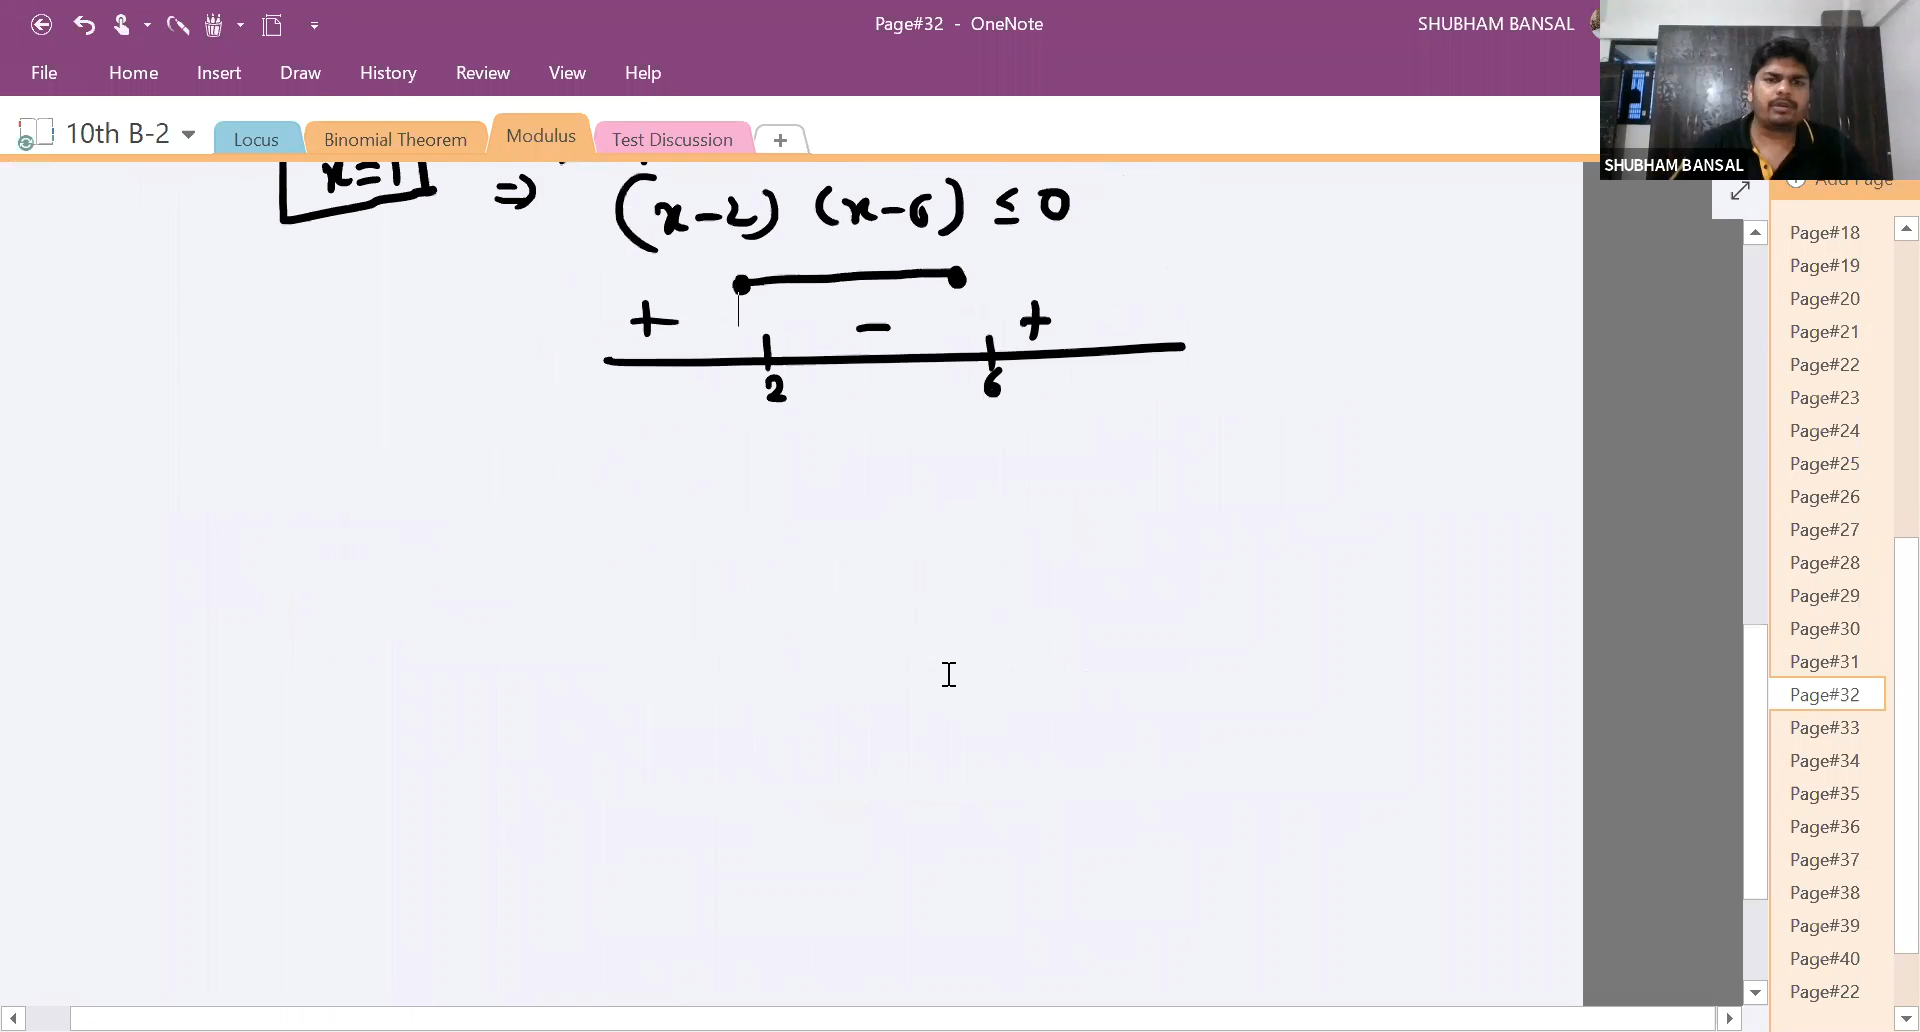 Page#32 - OneNote
SHUBHAM BANSAL
File Home Insert Draw History Review View Help
10th B-2
Locus Binomial Theorem Modulus Test Discussion +
SHUBHAM BANSAL
Add Page
x=1 ⇒ (x-2) (x-6) ≤ 0
+ - +
2 6
Page#18
Page#19
Page#20
Page#21
Page#22
Page#23
Page#24
Page#25
Page#26
Page#27
Page#28
Page#29
Page#30
Page#31
Page#32
Page#33
Page#34
Page#35
Page#36
Page#37
Page#38
Page#39
Page#40
Page#22